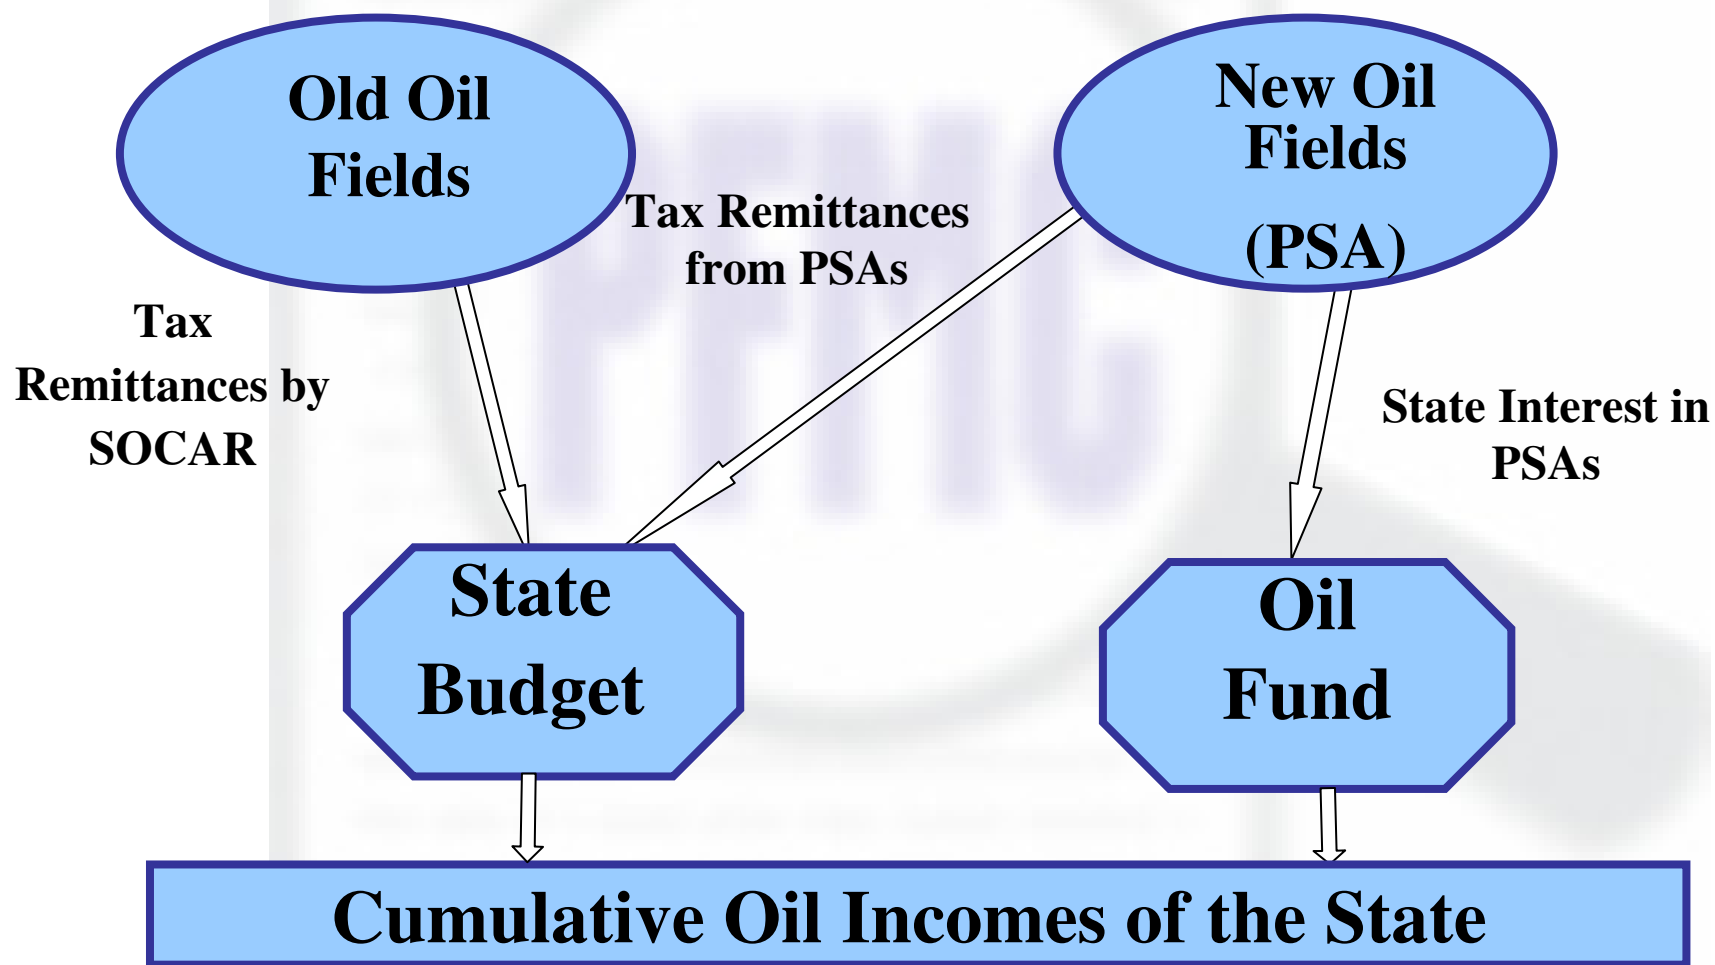 Old Oil
Fields
New Oil
Fields
(PSA)
Tax Remittances
from PSAs
Tax
Remittances by
SOCAR
State Interest in
PSAs
State
Budget
Oil
Fund
Cumulative Oil Incomes of the State
PFMC